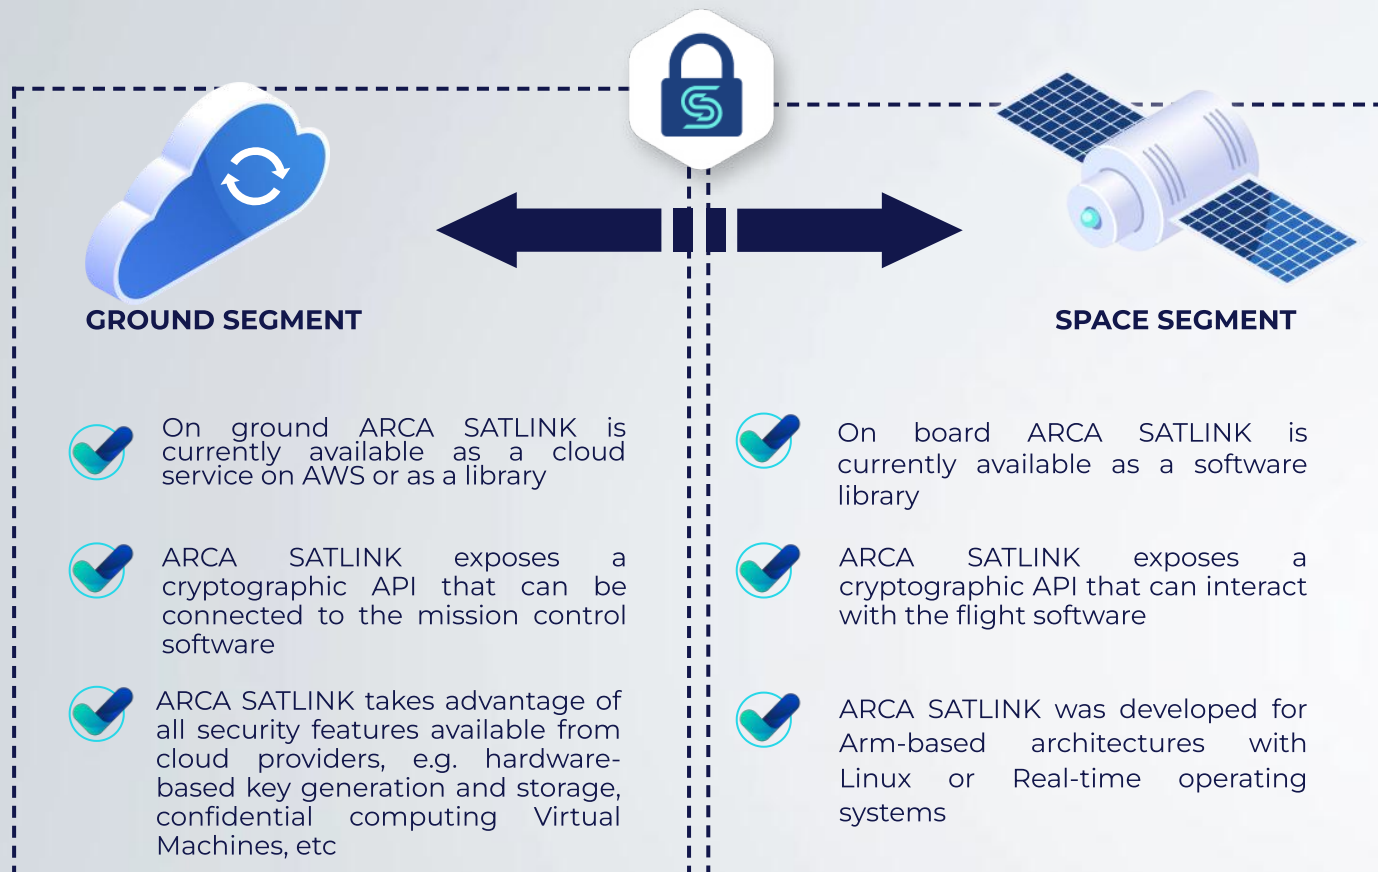 GROUND SEGMENT
On ground ARCA SATLINK is
currently available as a cloud
service on AWS or as a library
ARCA SATLINK exposes a
cryptographic API that can be
connected to the mission control
software
ARCA SATLINK takes advantage of
all security features available from
cloud providers, e.g. hardware-
based key generation and storage,
confidential computing Virtual
Machines, etc
SPACE SEGMENT
On board ARCA SATLINK is
currently available as a software
library
ARCA SATLINK exposes a
cryptographic API that can interact
with the flight software
ARCA SATLINK was developed for
Arm-based architectures with
Linux or Real-time operating
systems